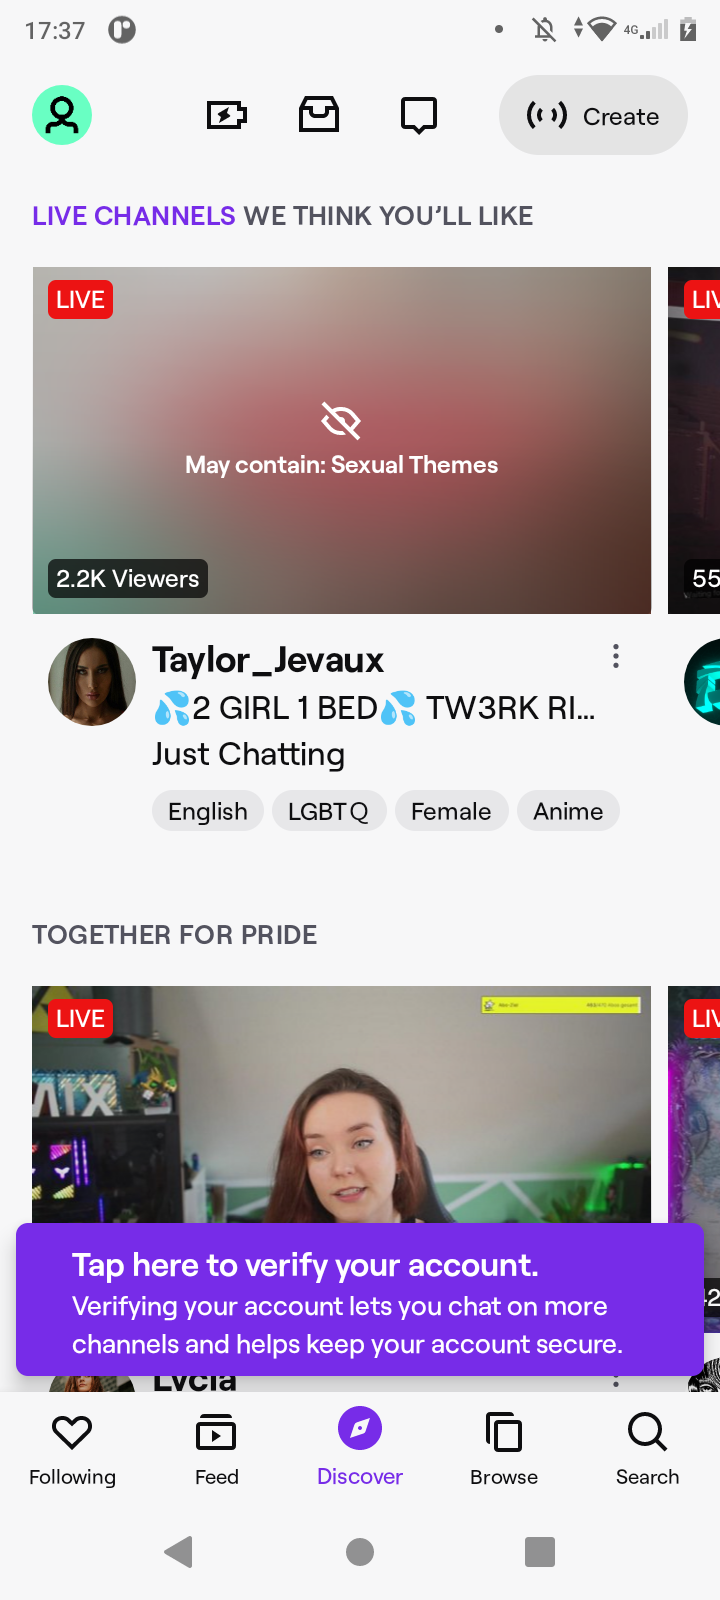 17:37
4G
Create
LIVE CHANNELS WE THINK YOU'LL LIKE
LIVE
May contain: Sexual Themes
2.2K Viewers
55
Taylor_Jevaux
💦2 GIRL 1 BED💦 TW3RK RI...
Just Chatting
English
LGBTQ
Female
Anime
TOGETHER FOR PRIDE
LIVE
Tap here to verify your account.
Verifying your account lets you chat on more
channels and helps keep your account secure.
Lycia
Following
Feed
Discover
Browse
Search